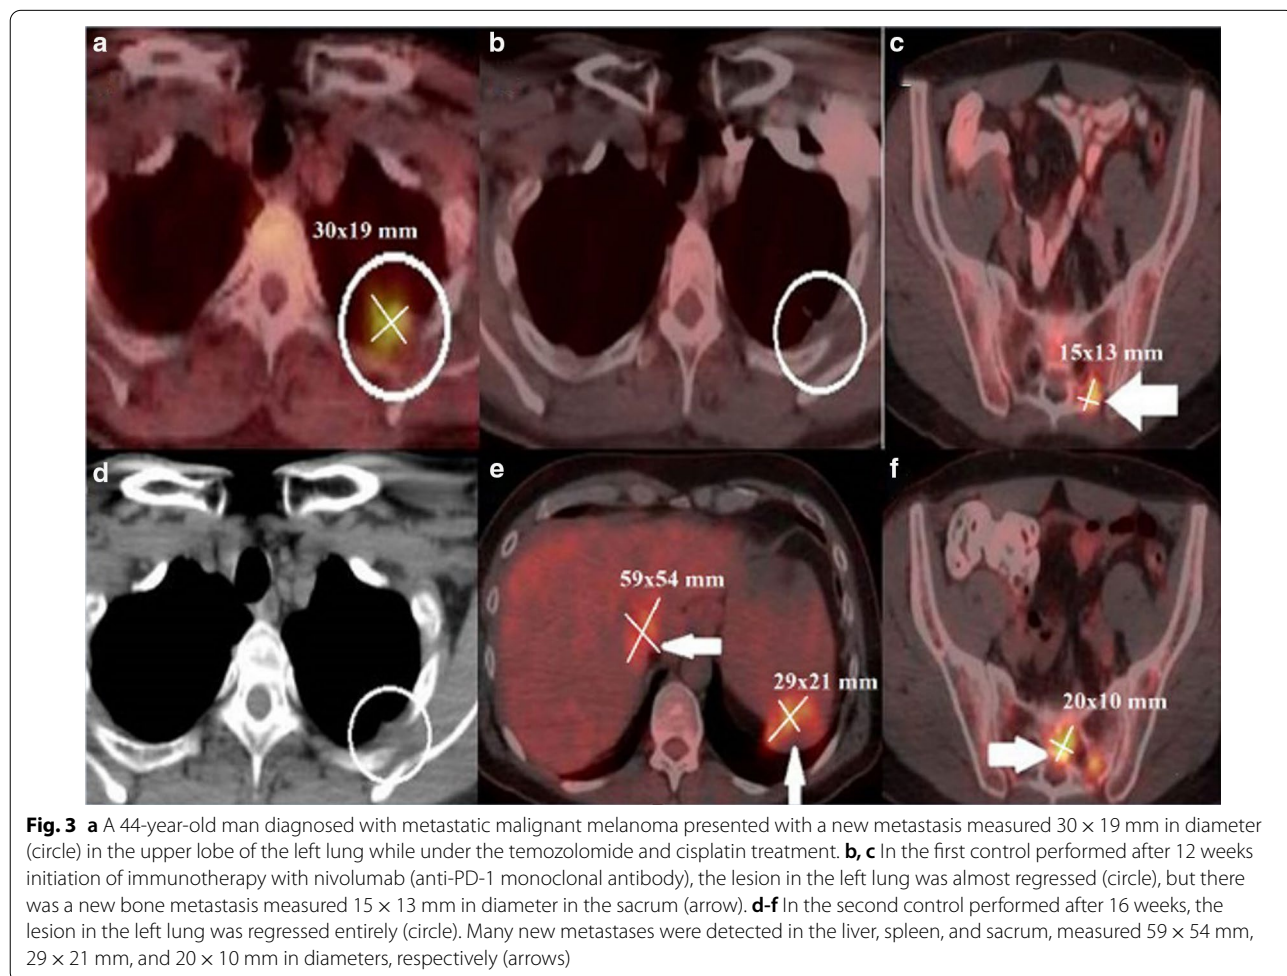 a
b
c
30x19 mm
15x13 mm
d
e
f
59x54 mm
29x21 mm
20x10 mm
Fig. 3 a A 44-year-old man diagnosed with metastatic malignant melanoma presented with a new metastasis measured 30 × 19 mm in diameter
(circle) in the upper lobe of the left lung while under the temozolomide and cisplatin treatment. b, c In the first control performed after 12 weeks
initiation of immunotherapy with nivolumab (anti-PD-1 monoclonal antibody), the lesion in the left lung was almost regressed (circle), but there
was a new bone metastasis measured 15 × 13 mm in diameter in the sacrum (arrow). d-f In the second control performed after 16 weeks, the
lesion in the left lung was regressed entirely (circle). Many new metastases were detected in the liver, spleen, and sacrum, measured 59 × 54 mm,
29 × 21 mm, and 20 × 10 mm in diameters, respectively (arrows)